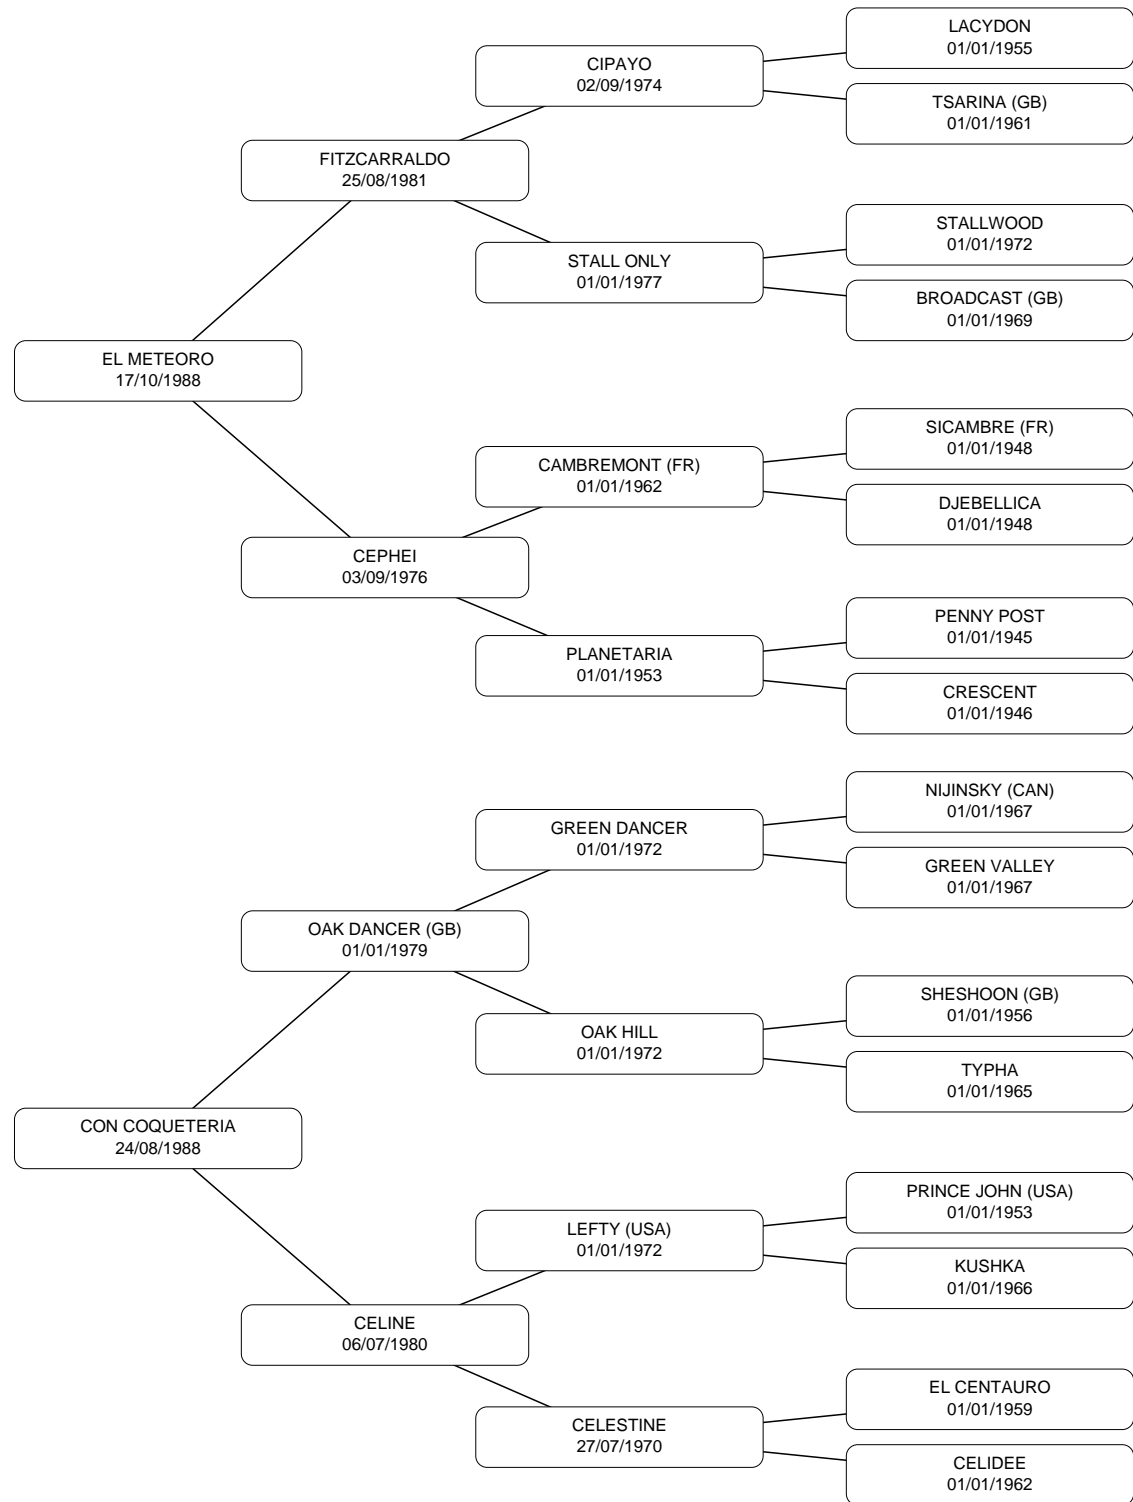 LACYDON
01/01/1955
CIPAYO
02/09/1974
TSARINA (GB)
01/01/1961
FITZCARRALDO
25/08/1981
STALLWOOD
01/01/1972
STALL ONLY
01/01/1977
BROADCAST (GB)
01/01/1969
EL METEORO
17/10/1988
SICAMBRE (FR)
01/01/1948
CAMBREMONT (FR)
01/01/1962
DJEBELLICA
01/01/1948
CEPHEI
03/09/1976
PENNY POST
01/01/1945
PLANETARIA
01/01/1953
CRESCENT
01/01/1946
NIJINSKY (CAN)
01/01/1967
GREEN DANCER
01/01/1972
GREEN VALLEY
01/01/1967
OAK DANCER (GB)
01/01/1979
SHESHOON (GB)
01/01/1956
OAK HILL
01/01/1972
TYPHA
01/01/1965
CON COQUETERIA
24/08/1988
PRINCE JOHN (USA)
01/01/1953
LEFTY (USA)
01/01/1972
KUSHKA
01/01/1966
CELINE
06/07/1980
EL CENTAURO
01/01/1959
CELESTINE
27/07/1970
CELIDEE
01/01/1962